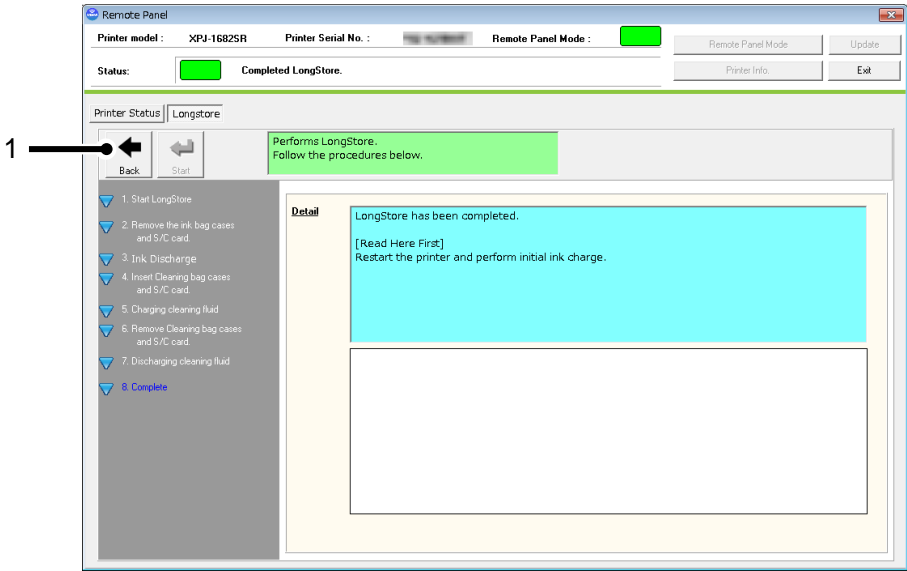 Remote Panel
Printer model : XPJ-1682SR Printer Serial No. : Remote Panel Mode :
Remote Panel Mode Update
Status: Completed LongStore.
Printer Info. Exit
Printer Status Longstore
1
Back Start
Performs LongStore.
Follow the procedures below.
1. Start LongStore
2. Remove the ink bag cases
and S/C card.
3. Ink Discharge
4. Insert Cleaning bag cases
and S/C card.
5. Charging cleaning fluid
6. Remove Cleaning bag cases
and S/C card.
7. Discharging cleaning fluid
8. Complete
Detail
LongStore has been completed.
[Read Here First]
Restart the printer and perform initial ink charge.